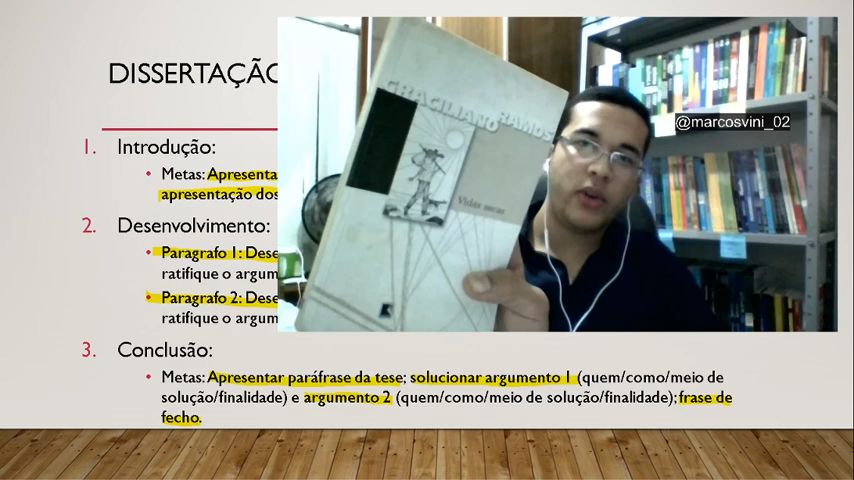 DISSERTAÇÃO
GRACILIANO RAMOS
Vidas secas
@marcosvini_02
1. Introdução:
• Metas: Apresenta
apresentação dos
2. Desenvolvimento:
• Paragrafo 1: Dese
ratifique o argum
• Paragrafo 2: Dese
ratifique o argum
3. Conclusão:
• Metas: Apresentar paráfrase da tese; solucionar argumento 1 (quem/como/meio de
solução/finalidade) e argumento 2 (quem/como/meio de solução/finalidade); frase de
fecho.